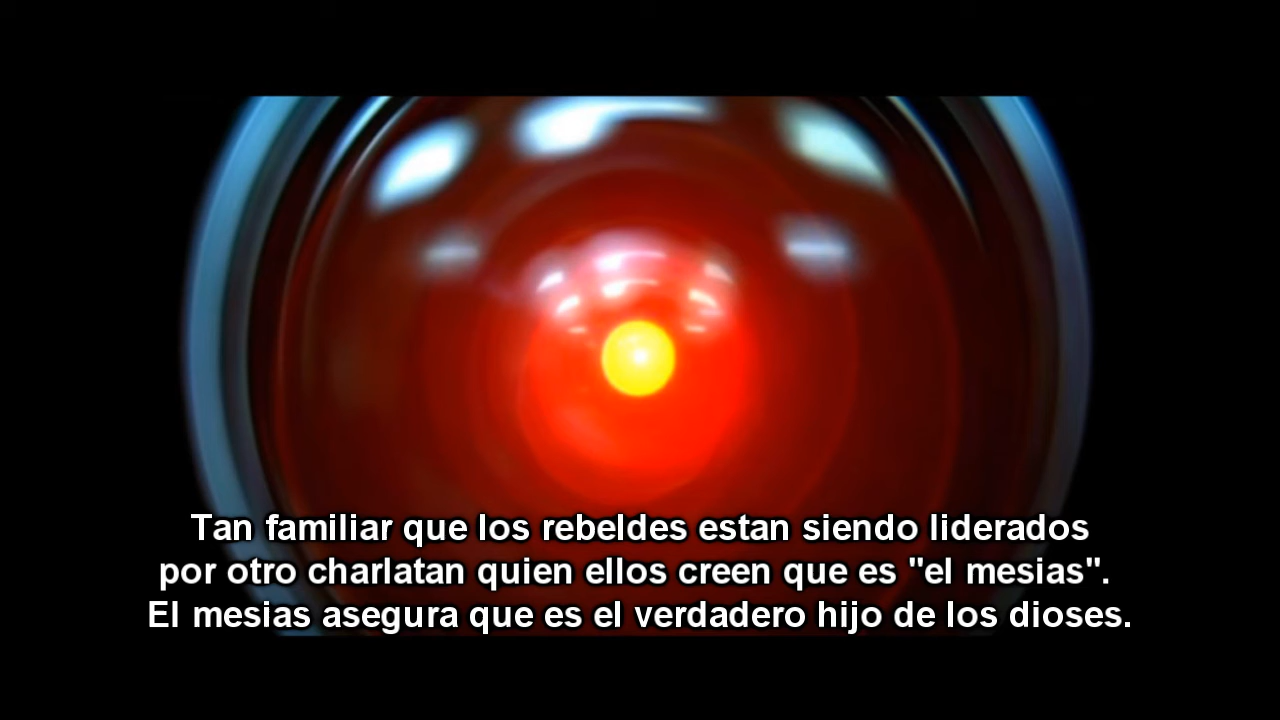 Tan familiar que los rebeldes estan siendo liderados
por otro charlatan quien ellos creen que es "el mesias".
El mesias asegura que es el verdadero hijo de los dioses.